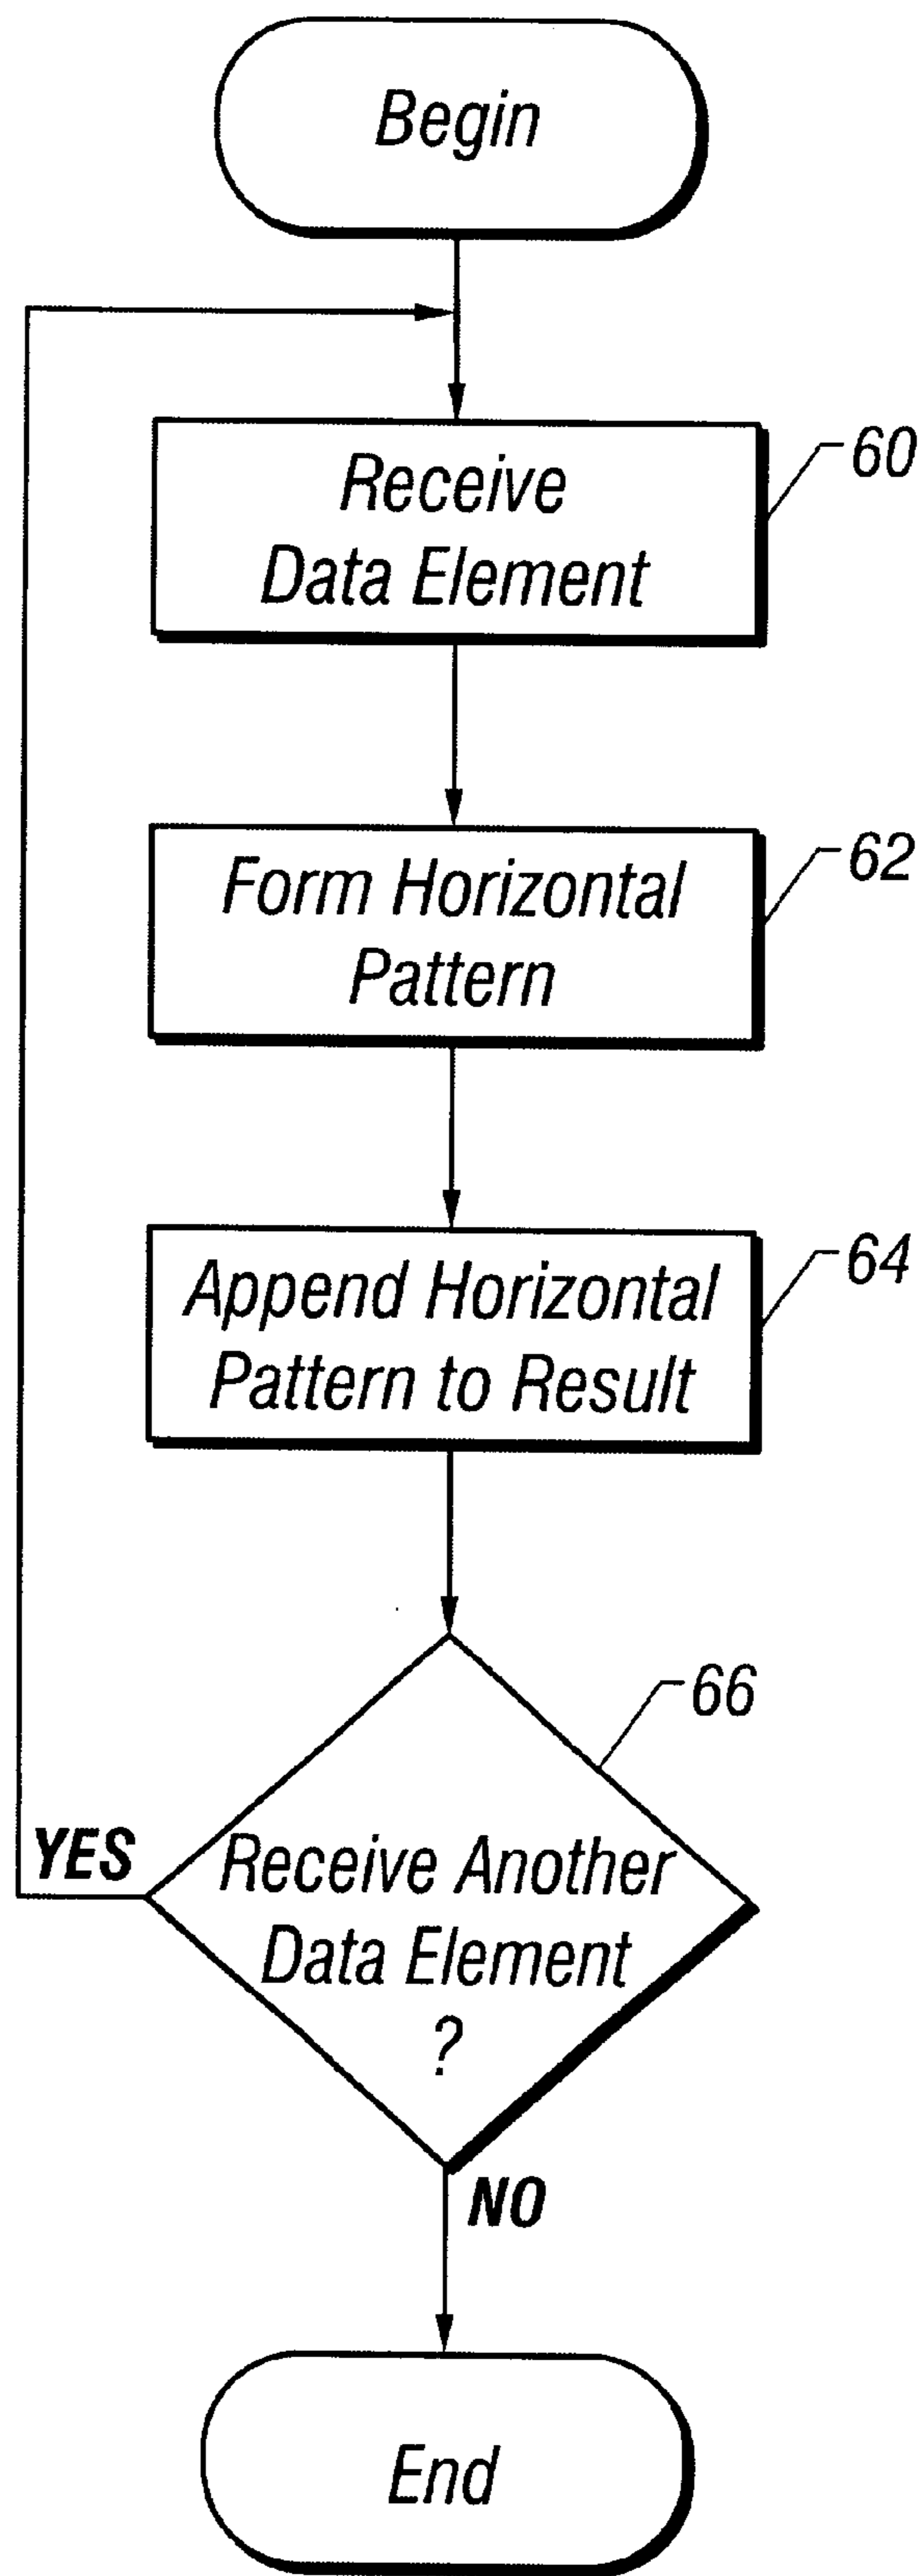 Begin
Receive
Data Element
60
Form Horizontal
Pattern
62
Append Horizontal
Pattern to Result
64
66
Receive Another
Data Element
?
YES
NO
End